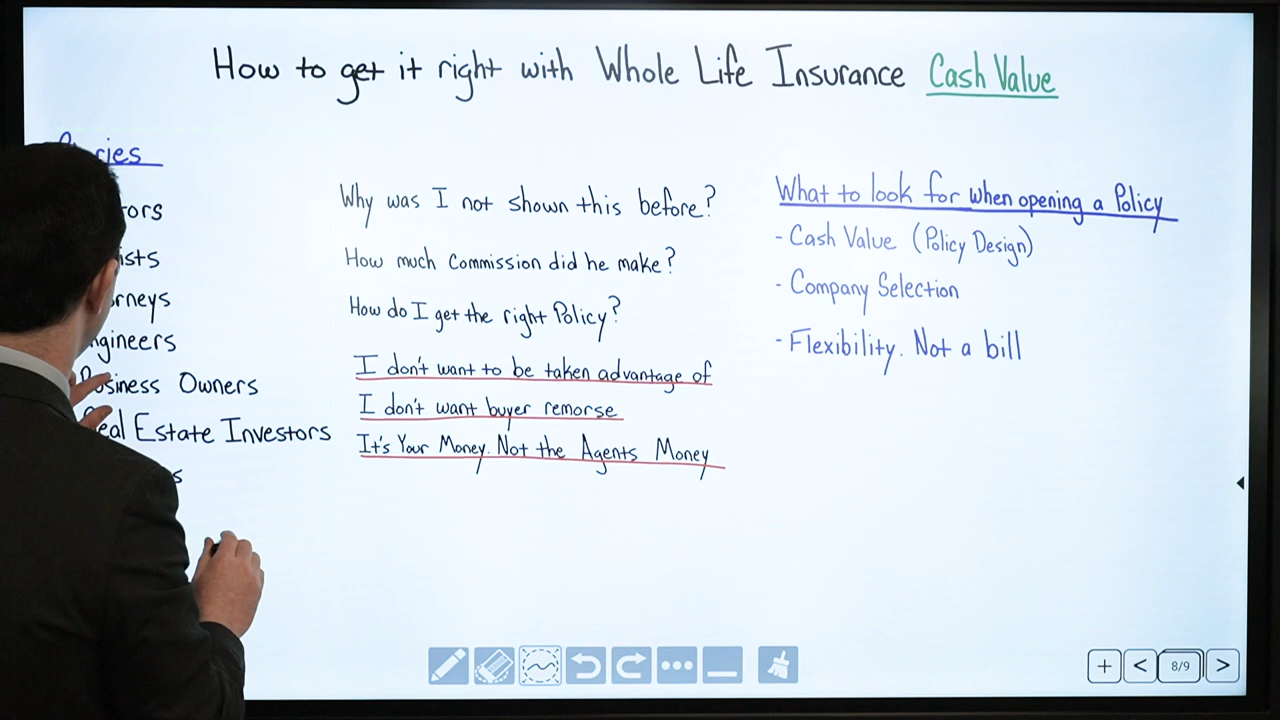 How to get it right with Whole Life Insurance Cash Value
Why was I not shown this before?
How much Commission did he make?
How do I get the right Policy?
I don't want to be taken advantage of
I don't want buyer remorse
It's Your Money. Not the Agents Money
Business Owners
Real Estate Investors
What to look for when opening a Policy
- Cash Value (Policy Design)
- Company Selection
- Flexibility. Not a bill
8/9